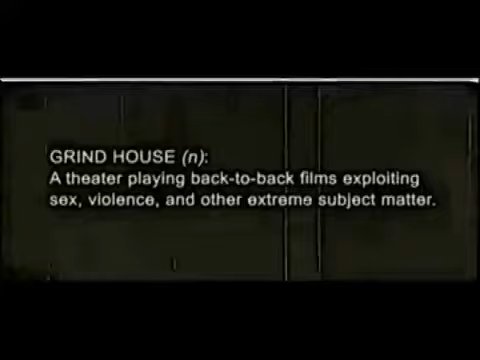 GRIND HOUSE (n):
A theater playing back-to-back films exploiting
sex, violence, and other extreme subject matter.